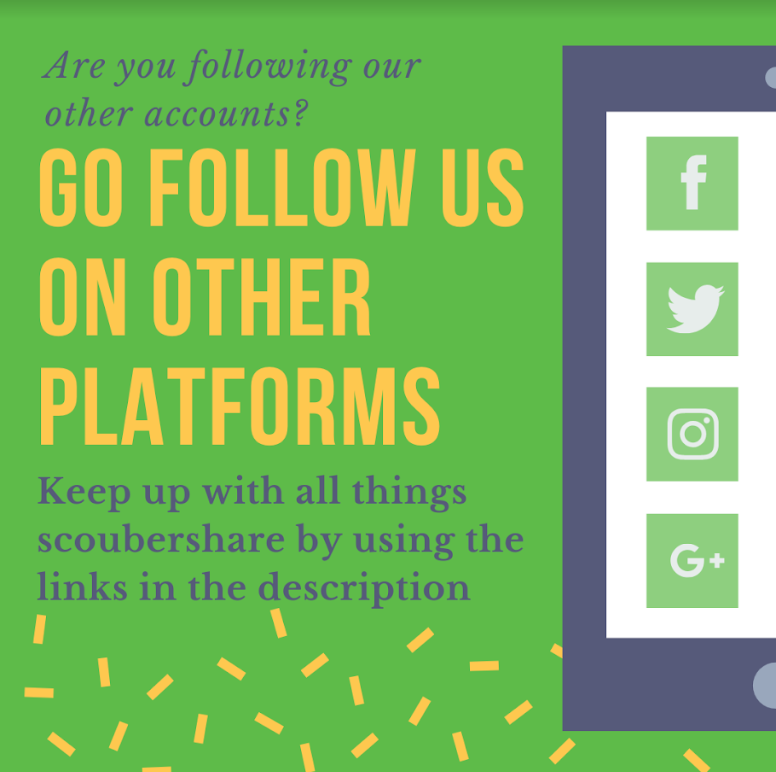 Are you following our
other accounts?
GO FOLLOW US
ON OTHER
PLATFORMS
Keep up with all things
scoubershare by using the
links in the description
f
G+